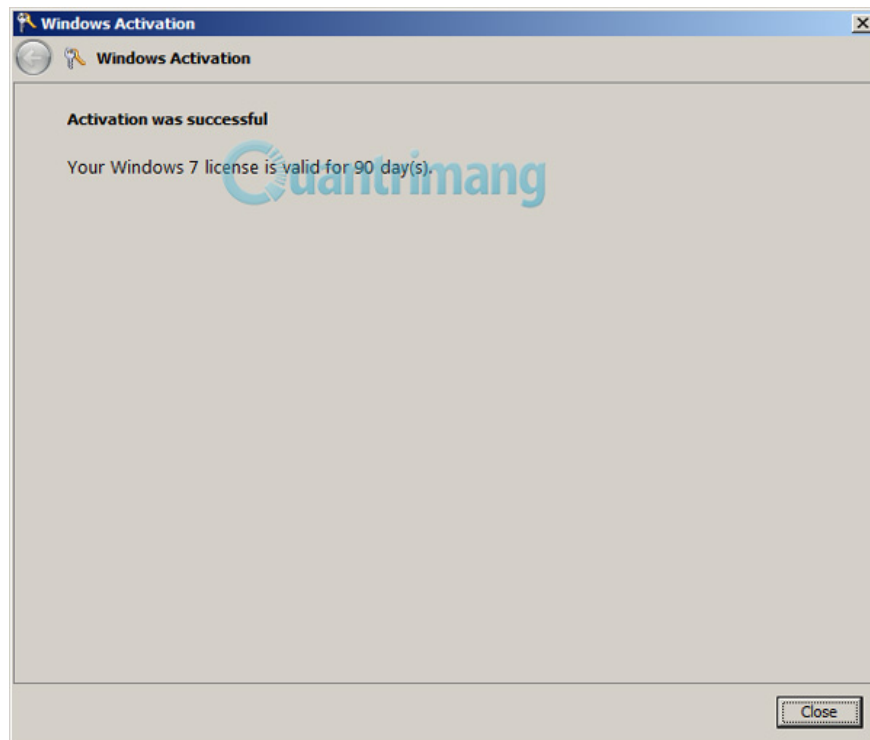 Windows Activation
Windows Activation
Activation was successful
Your Windows 7 license is valid for 90 day(s).
Quantrimang
Close